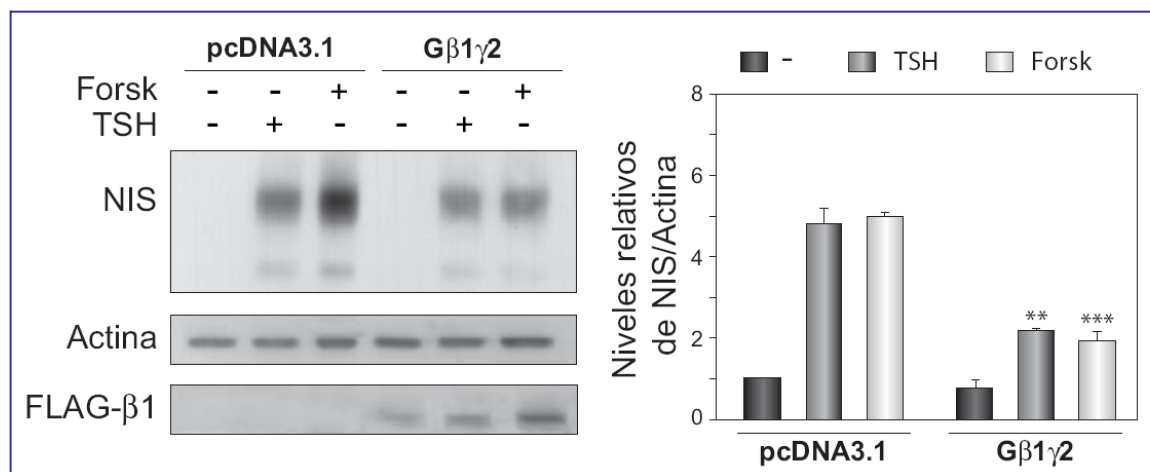 pcDNA3.1 Gβ1γ2
Forsk - - + - - +
TSH - + - - + -
NIS
Actina
FLAG-β1
- TSH Forsk
Niveles relativos
de NIS/Actina
8
6
4
2
0
** ***
pcDNA3.1 Gβ1γ2